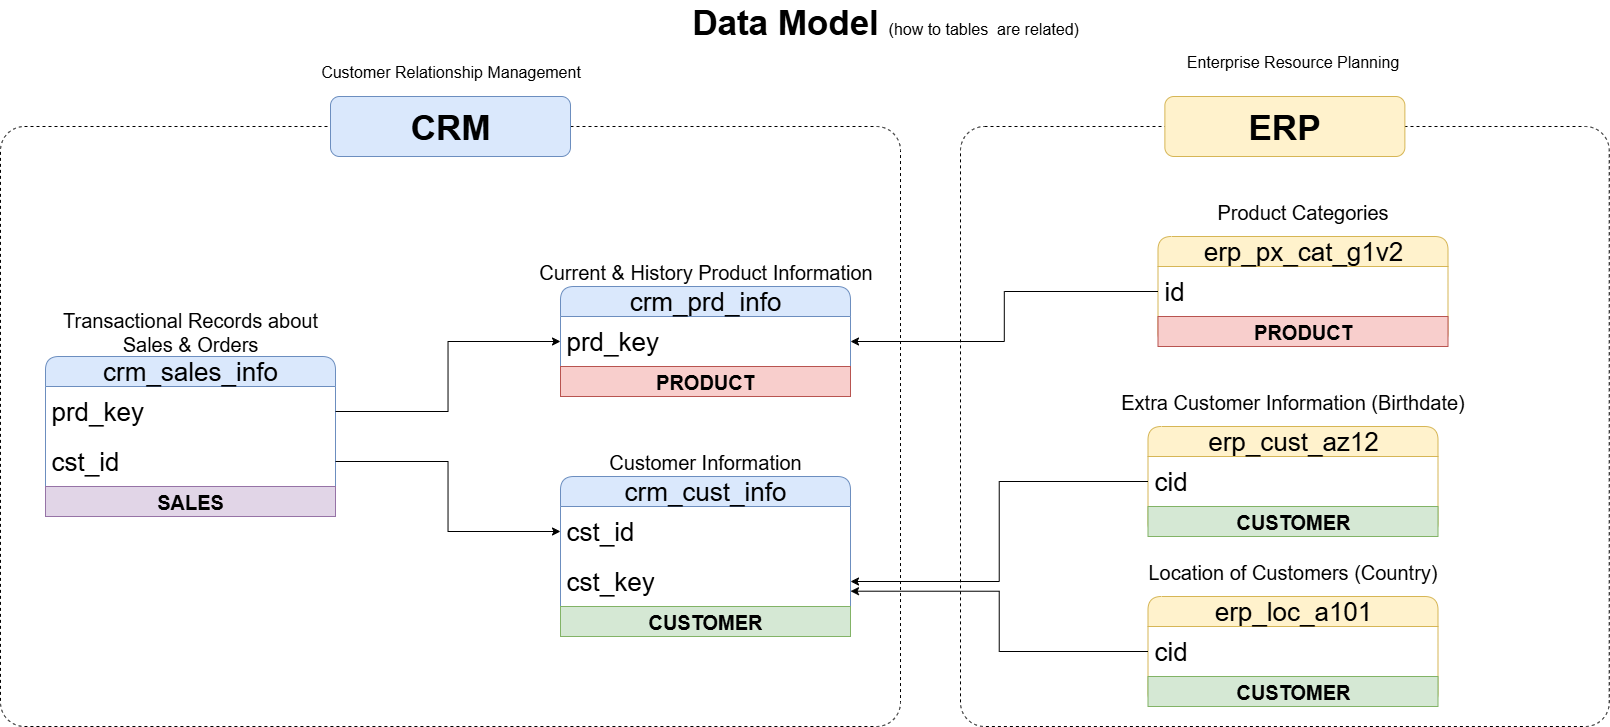 Data Model (how to tables are related)
Customer Relationship Management
CRM
Enterprise Resource Planning
ERP
Transactional Records about
Sales & Orders
crm_sales_info
prd_key
cst_id
SALES
Current & History Product Information
crm_prd_info
prd_key
PRODUCT
Customer Information
crm_cust_info
cst_id
cst_key
CUSTOMER
Product Categories
erp_px_cat_g1v2
id
PRODUCT
Extra Customer Information (Birthdate)
erp_cust_az12
cid
CUSTOMER
Location of Customers (Country)
erp_loc_a101
cid
CUSTOMER